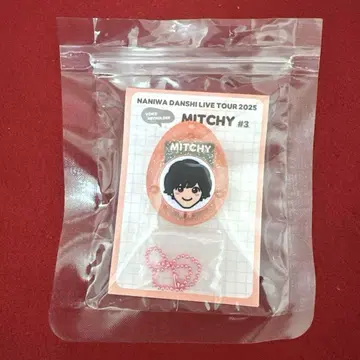 NANIWA DANSHI LIVE TOUR 2025
MITCHY #3
MITCHY